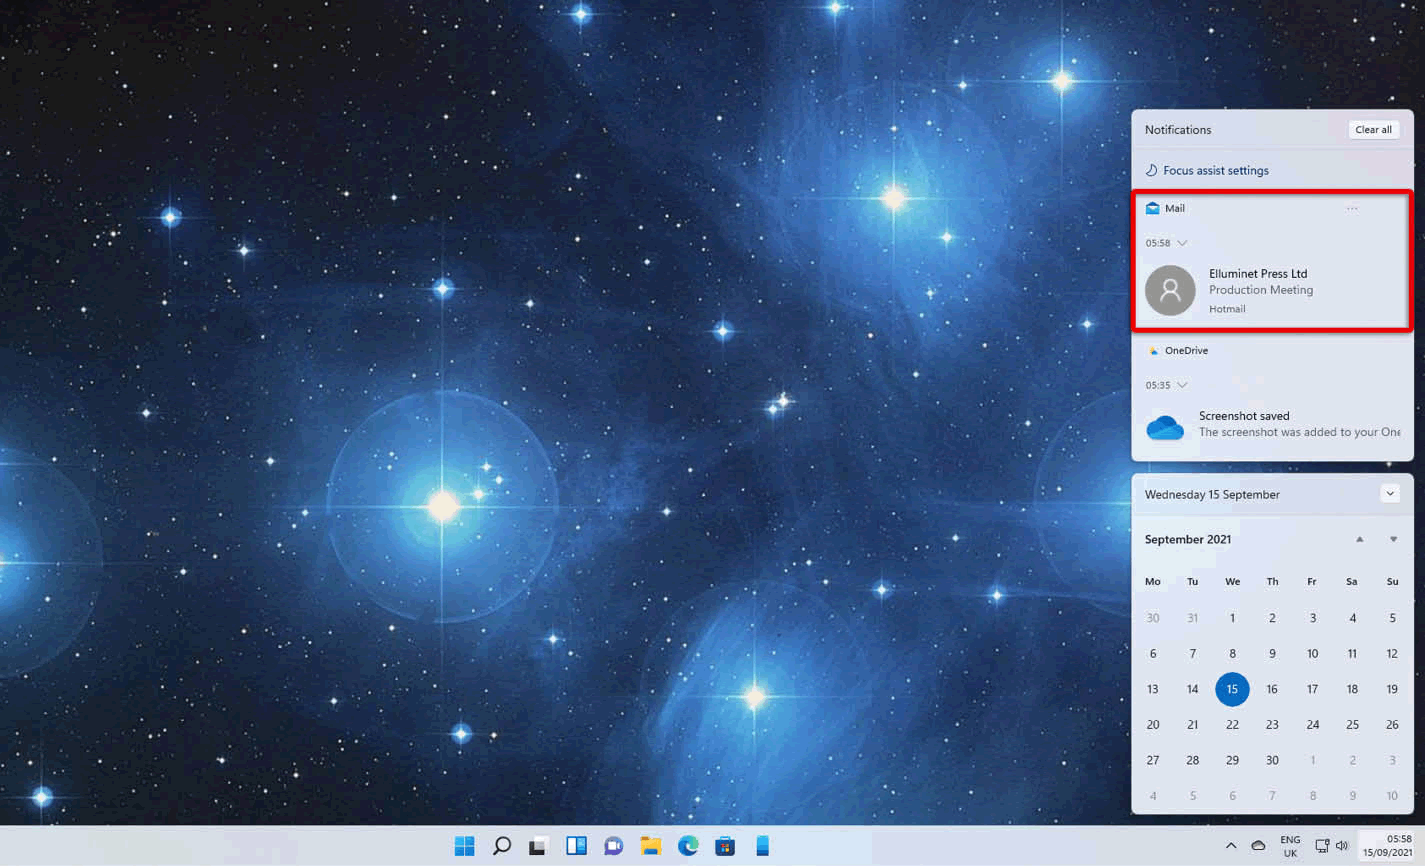 Notifications
Clear all
Focus assist settings
Mail
05:58
Elluminet Press Ltd
Production Meeting
Hotmail
OneDrive
05:35
Screenshot saved
The screenshot was added to your One
Wednesday 15 September
September 2021
Mo Tu We Th Fr Sa Su
30 31 1 2 3 4 5
6 7 8 9 10 11 12
13 14 15 16 17 18 19
20 21 22 23 24 25 26
27 28 29 30 1 2 3
4 5 6 7 8 9 10
ENG
UK
05:58
15/09/2021